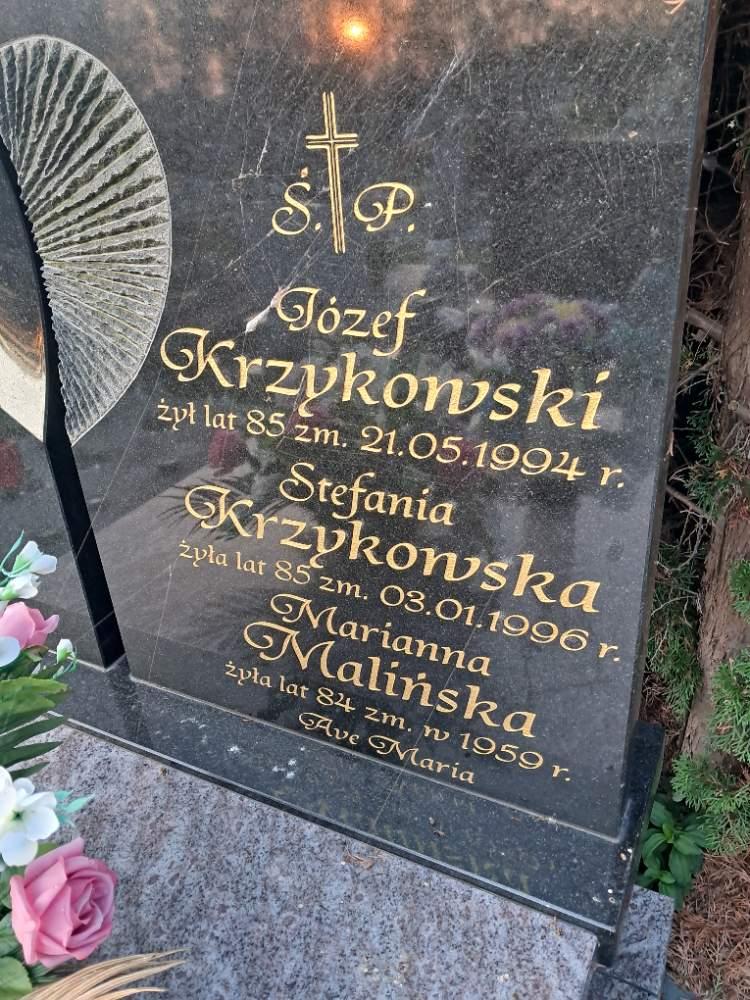 Ś. P.
Józef
Krzykowski
żył lat 85 zm. 21.05.1994 r.
Stefania
Krzykowska
żyła lat 85 zm. 03.01.1996 r.
Marianna
Malińska
żyła lat 84 zm. w 1959 r.
Ave Maria